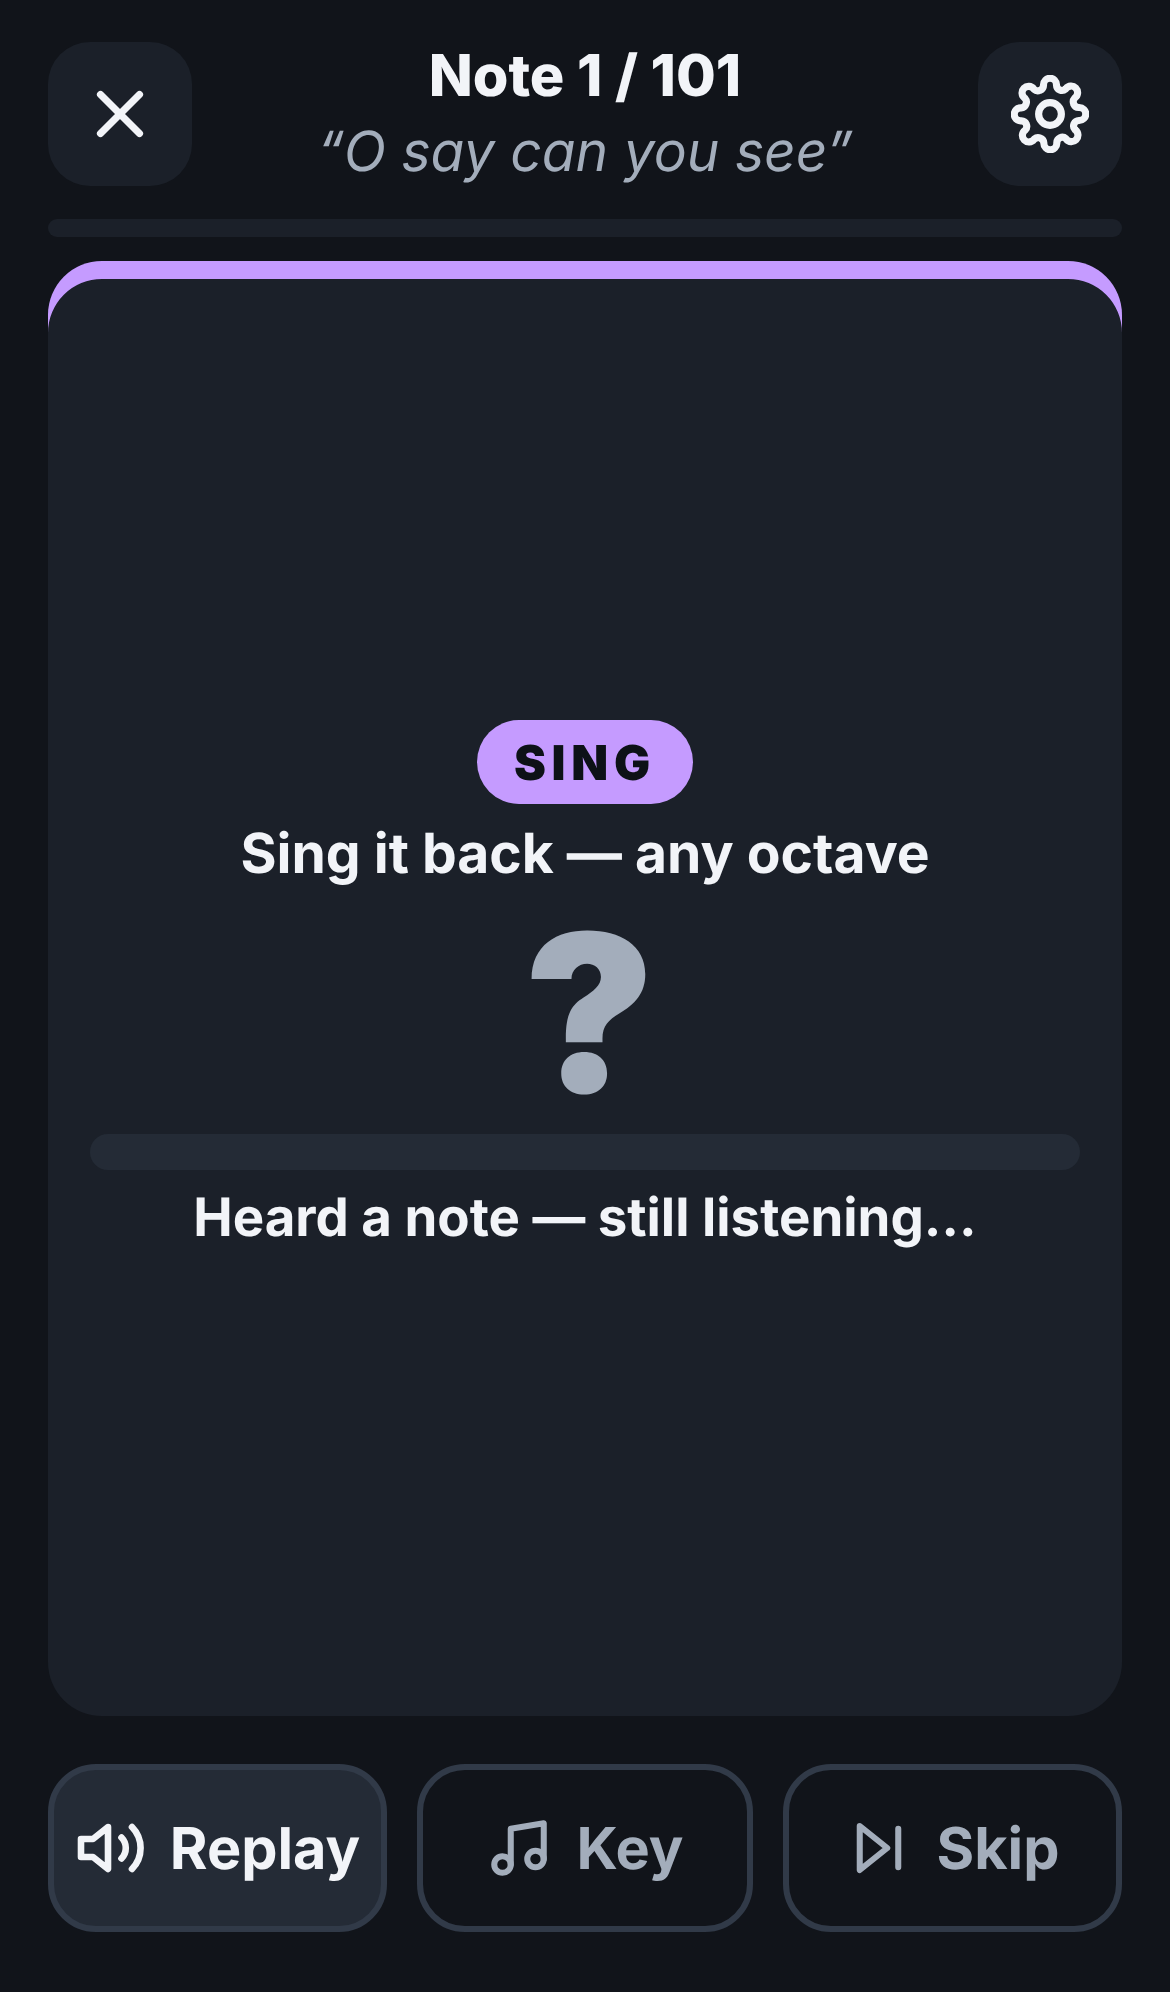 Note 1 / 101
“O say can you see”
SING
Sing it back — any octave
?
Heard a note — still listening...
Replay
Key
Skip